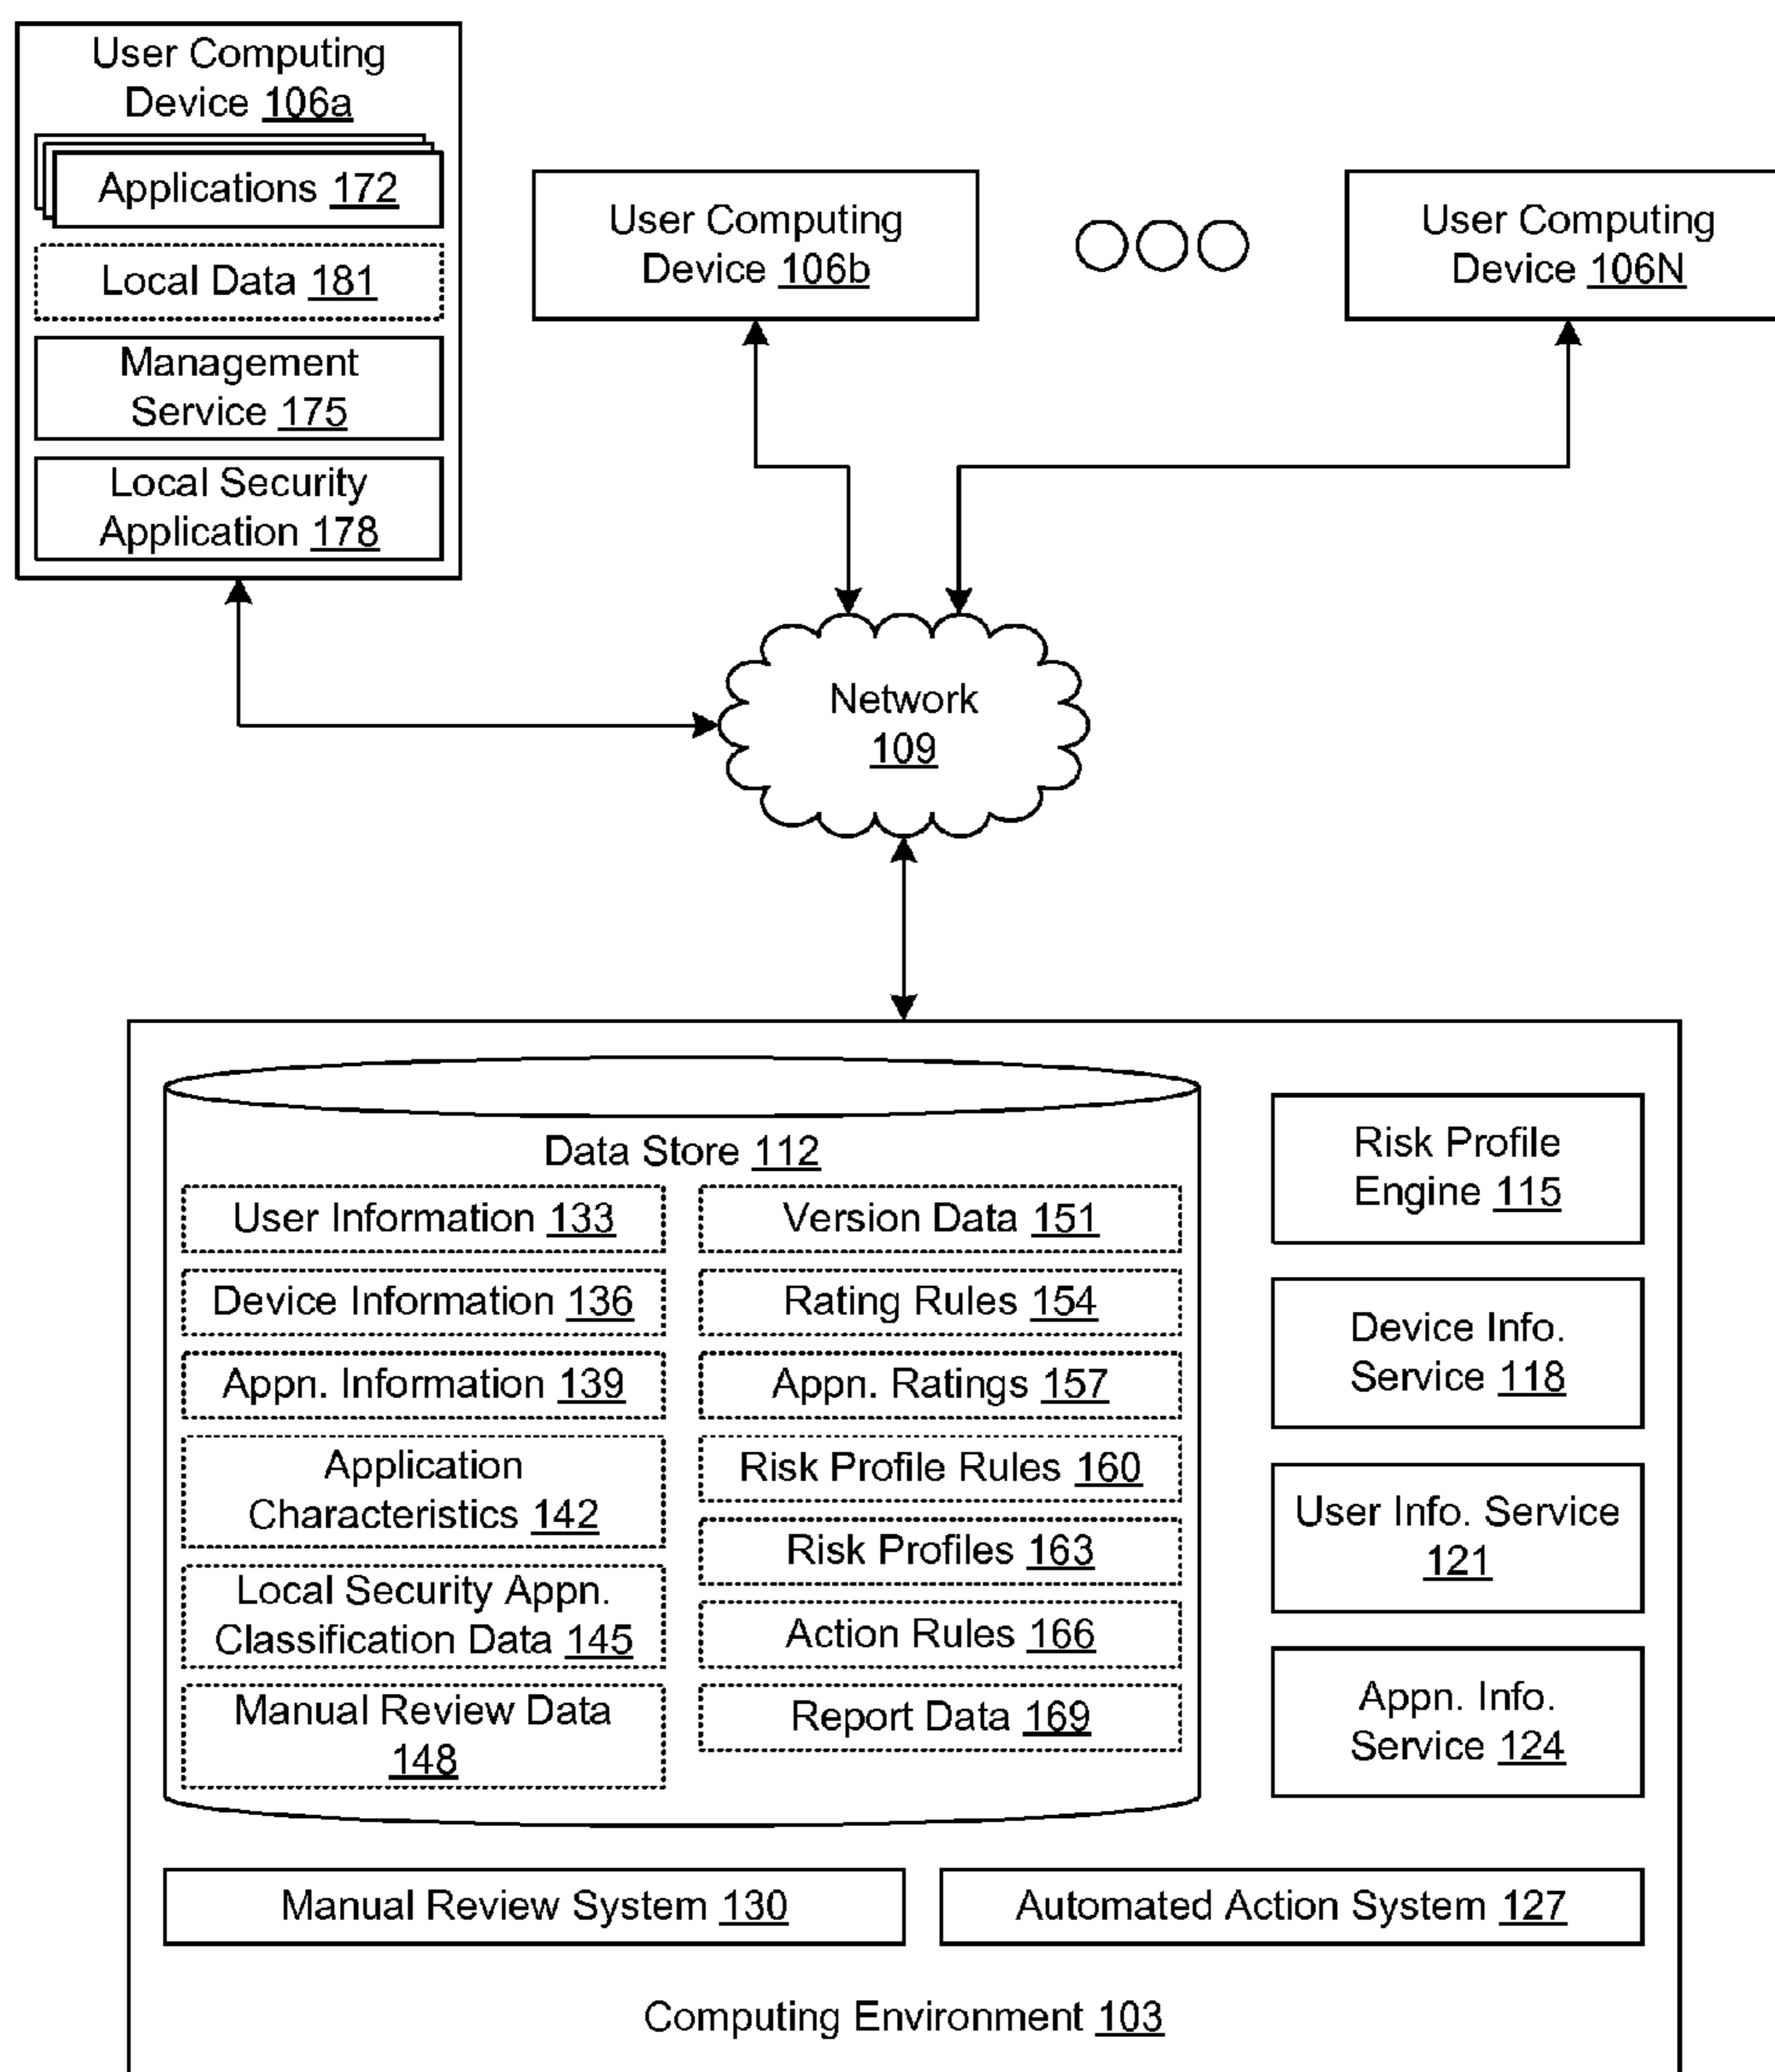 User Computing
Device 106a
Applications 172
Local Data 181
Management
Service 175
Local Security
Application 178
User Computing
Device 106b
User Computing
Device 106N
Network
109
Data Store 112
User Information 133
Device Information 136
Appn. Information 139
Application
Characteristics 142
Local Security Appn.
Classification Data 145
Manual Review Data
148
Version Data 151
Rating Rules 154
Appn. Ratings 157
Risk Profile Rules 160
Risk Profiles 163
Action Rules 166
Report Data 169
Risk Profile
Engine 115
Device Info.
Service 118
User Info. Service
121
Appn. Info.
Service 124
Manual Review System 130
Automated Action System 127
Computing Environment 103